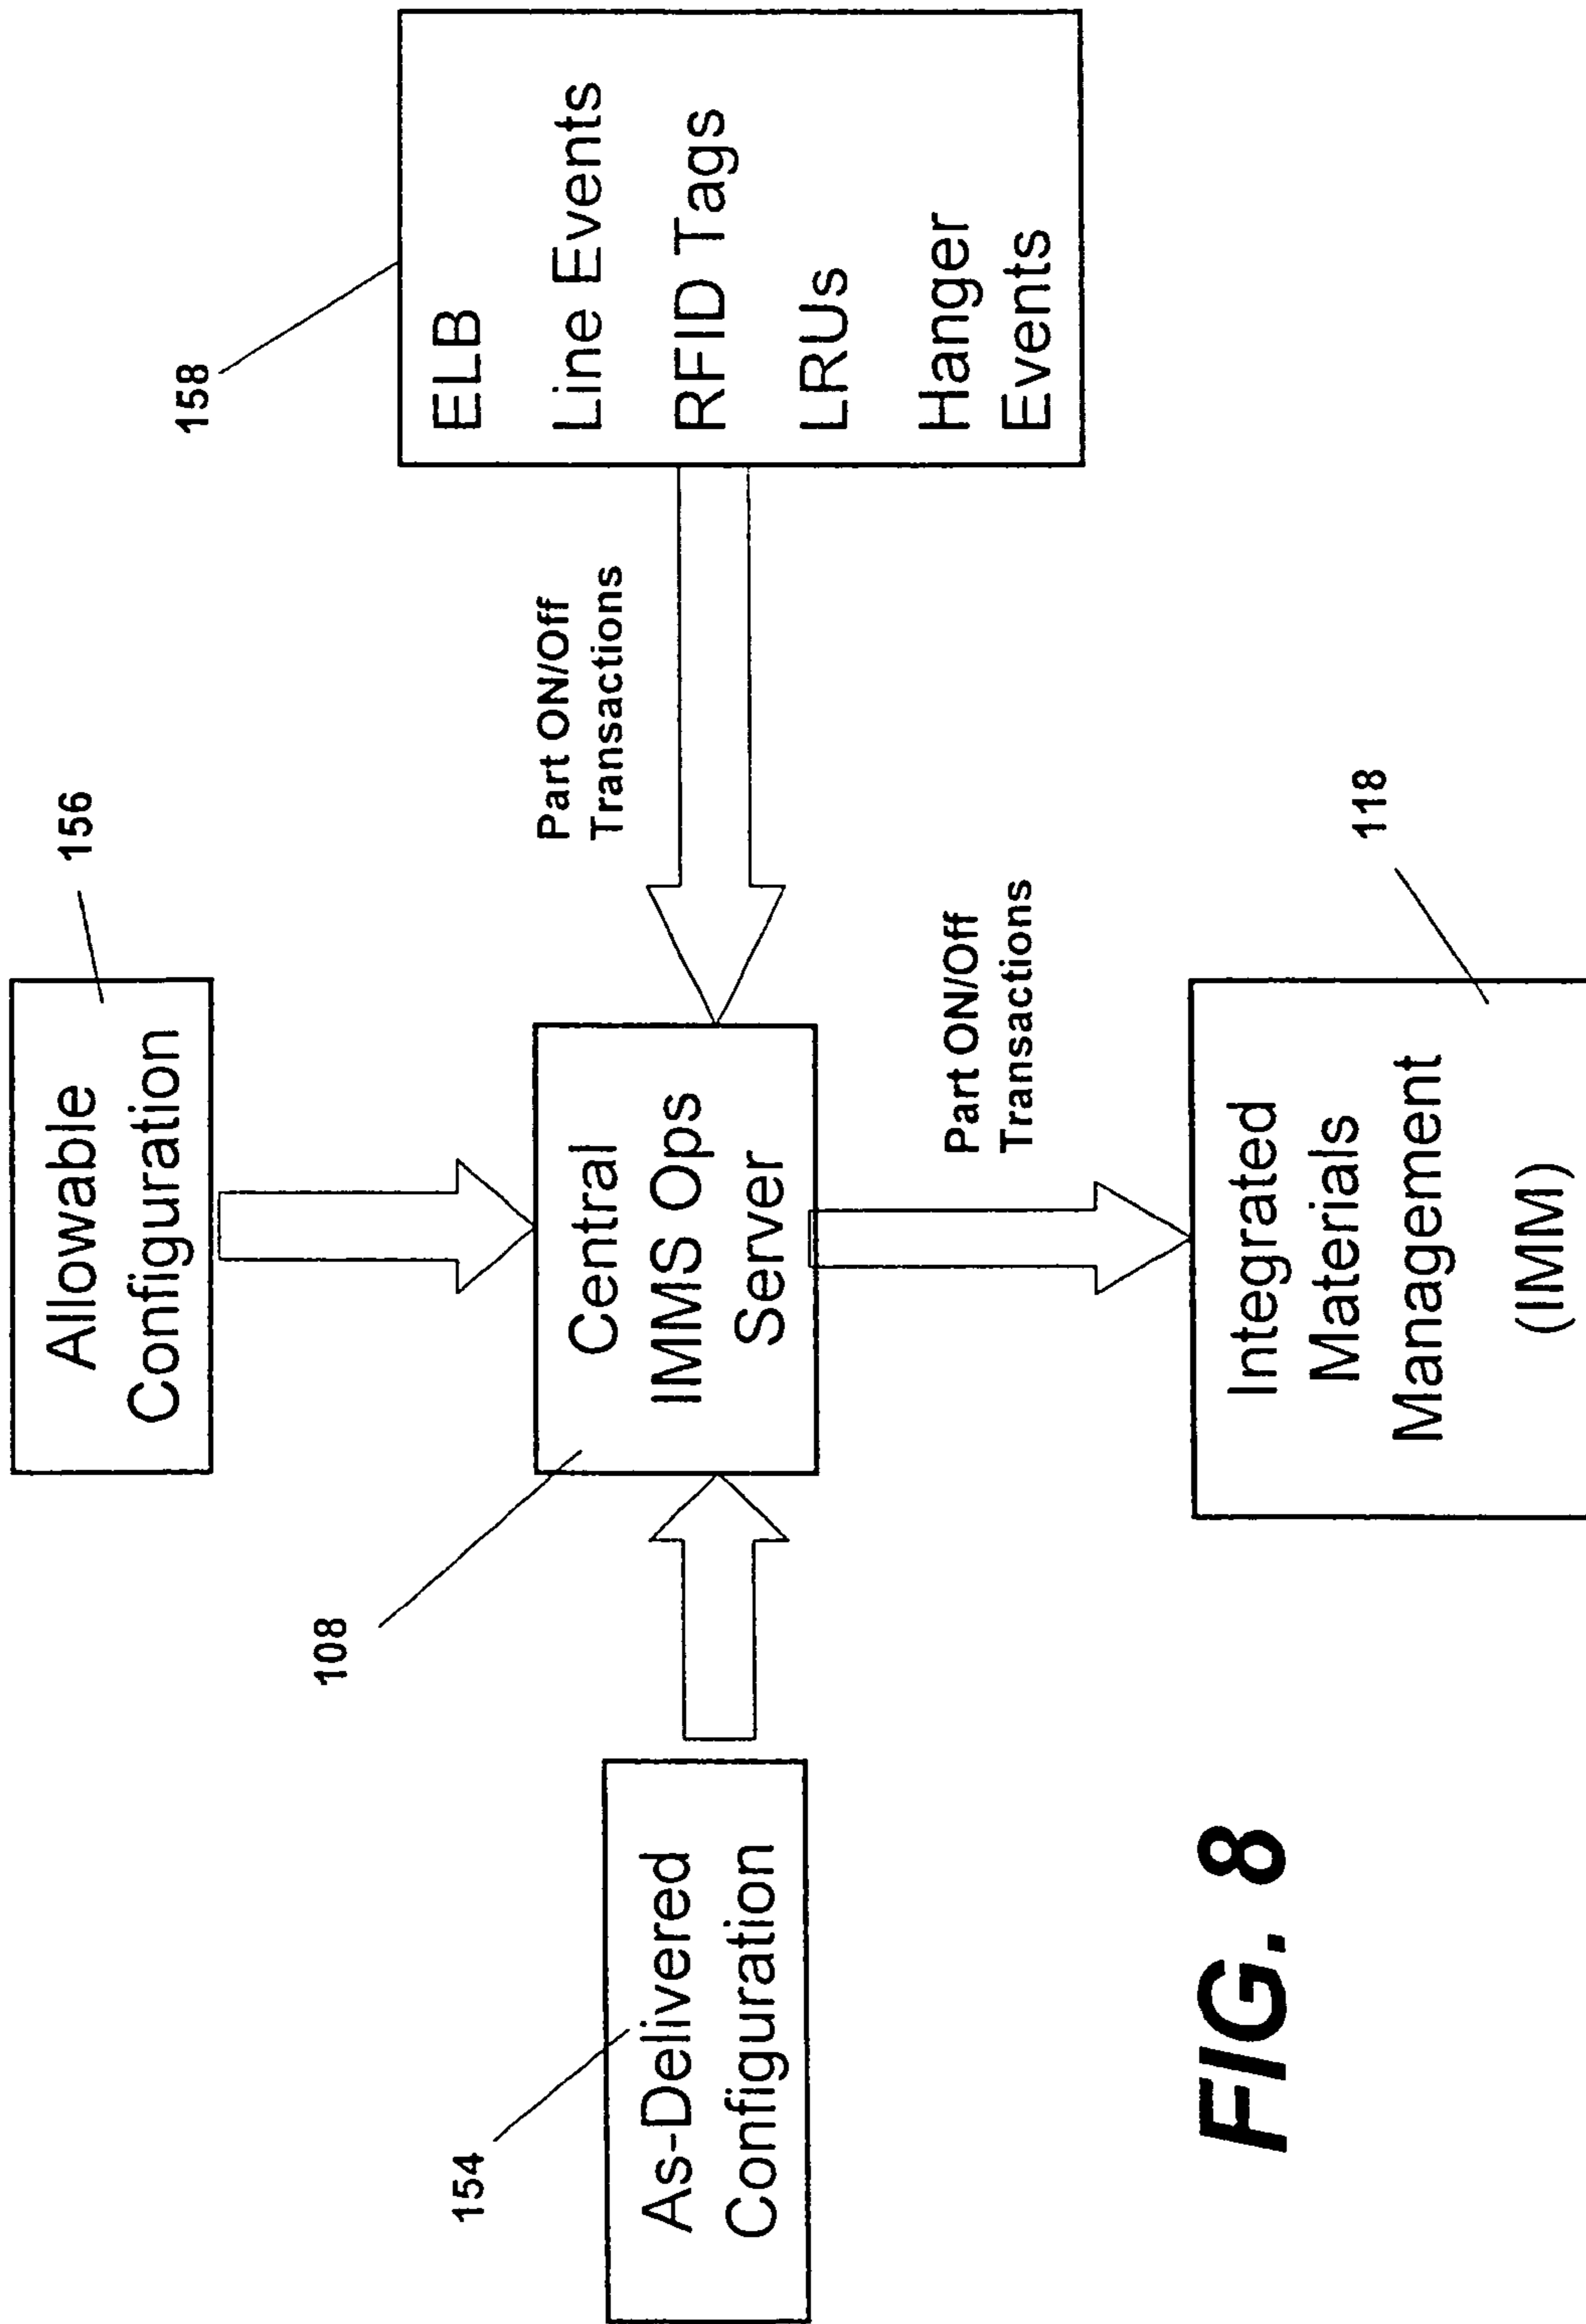 156
Allowable
Configuration
158
ELB
Line Events
RFID Tags
LRUs
Hanger
Events
108
Central
IMMS Ops
Server
Part ON/Off
Transactions
154
As-Delivered
Configuration
Part ON/Off
Transactions
118
Integrated
Materials
Management
(IMM)
FIG. 8